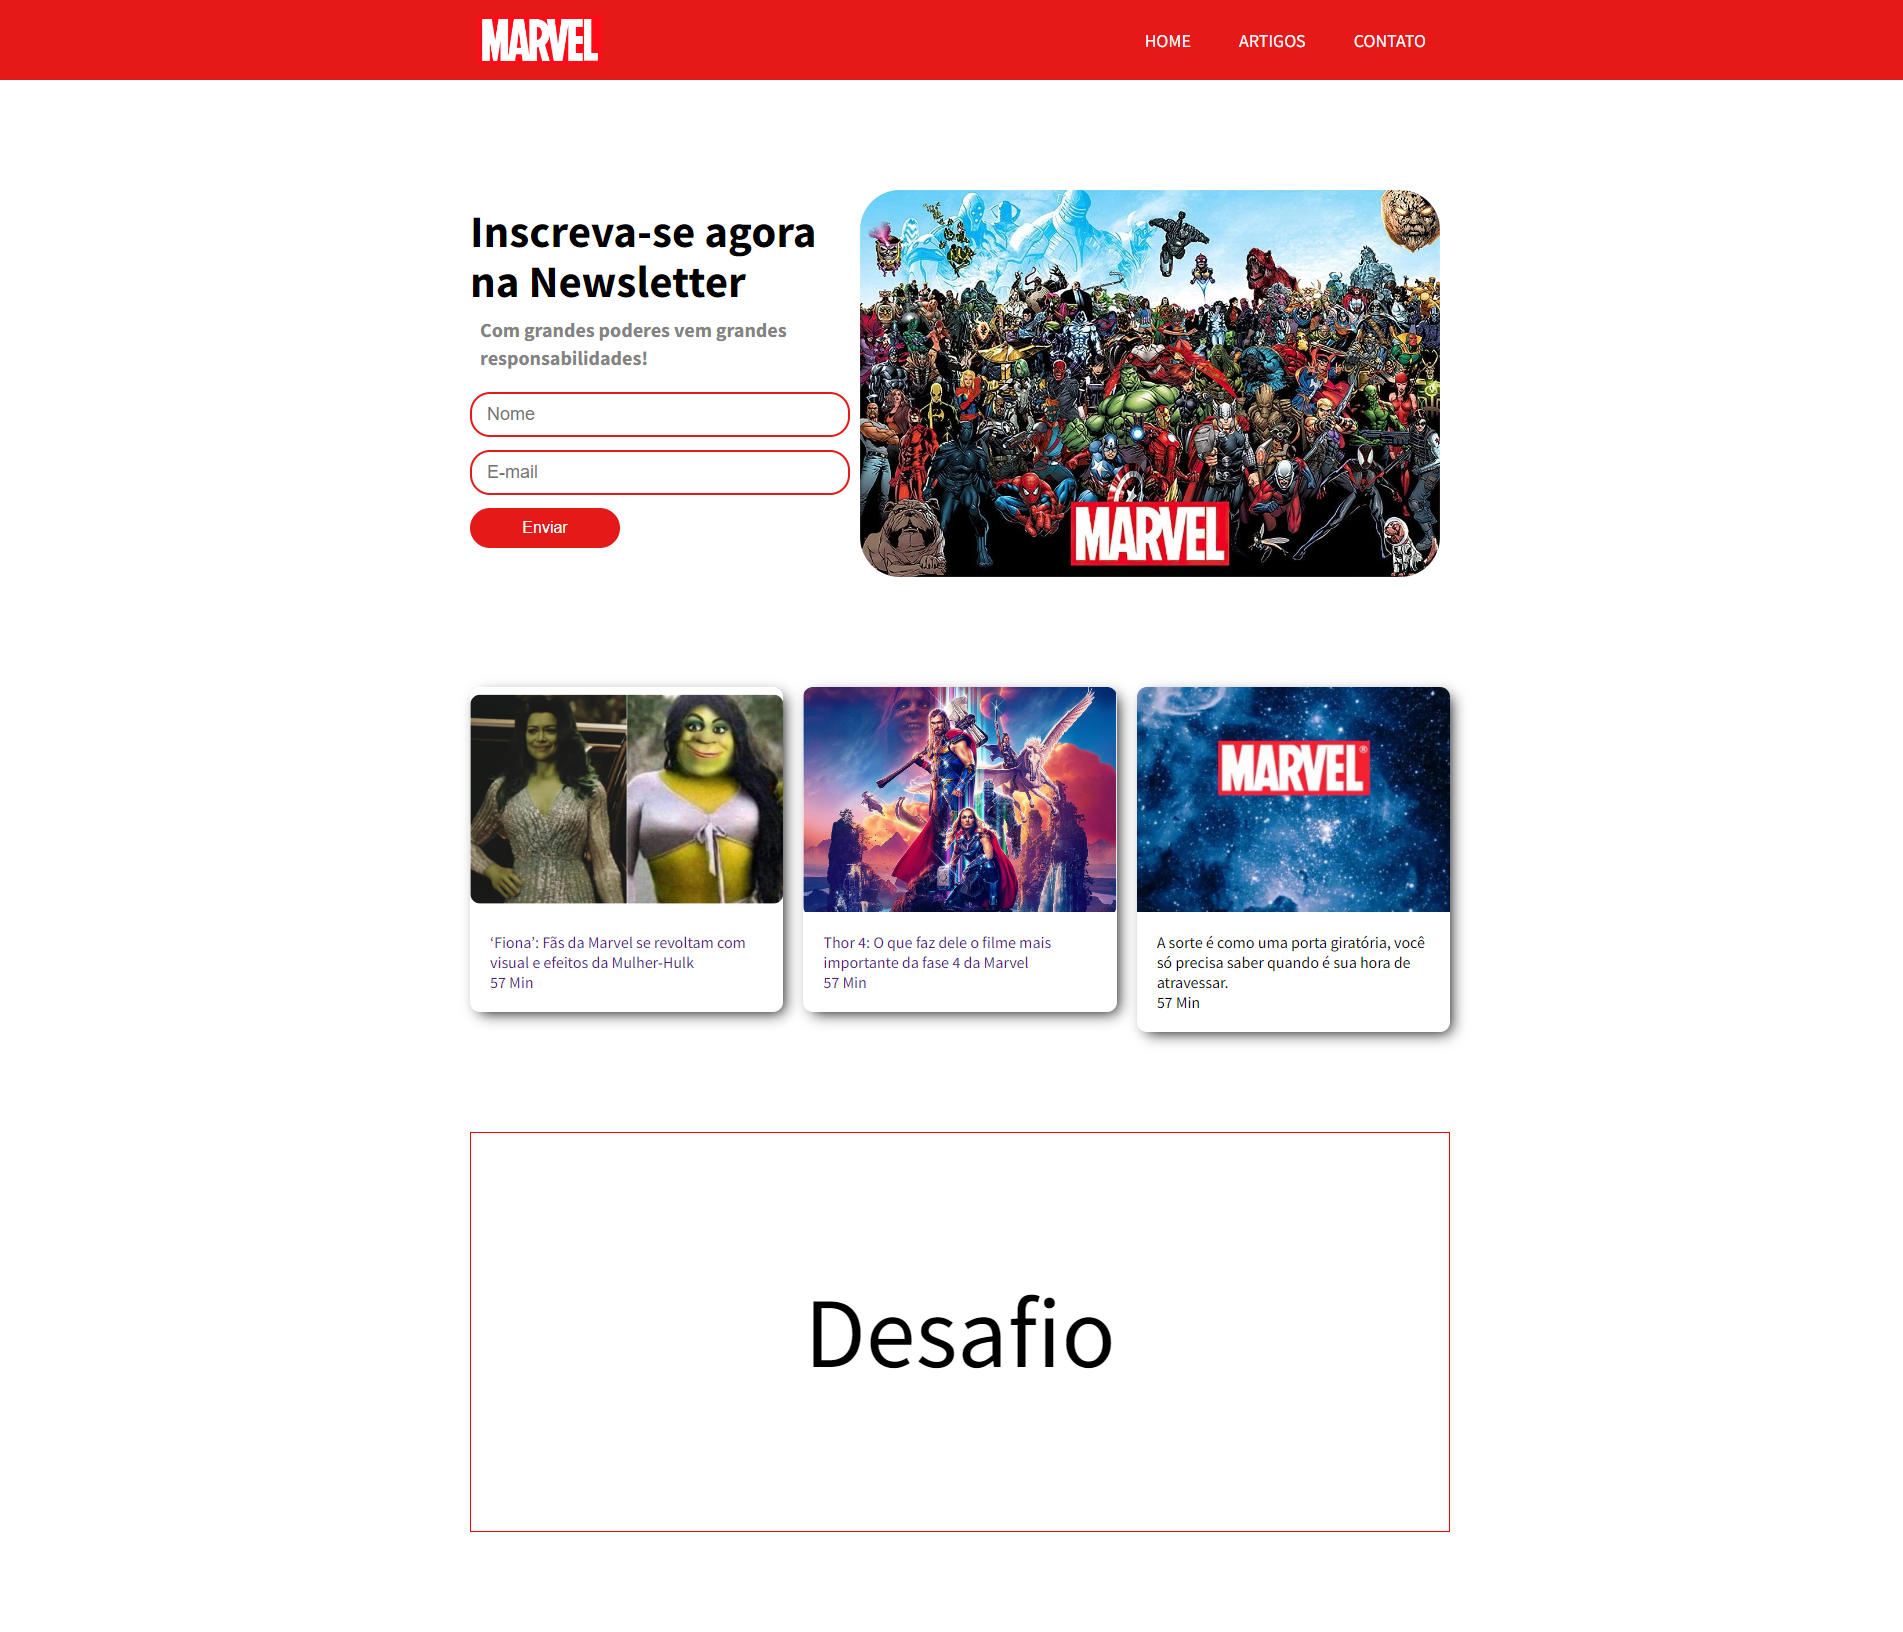 MARVEL
HOME ARTIGOS CONTATO
Inscreva-se agora
na Newsletter
Com grandes poderes vem grandes
responsabilidades!
Nome
E-mail
Enviar
MARVEL
MARVEL®
‘Fiona’: Fãs da Marvel se revoltam com
visual e efeitos da Mulher-Hulk
57 Min
Thor 4: O que faz dele o filme mais
importante da fase 4 da Marvel
57 Min
A sorte é como uma porta giratória, você
só precisa saber quando é sua hora de
atravessar.
57 Min
Desafio